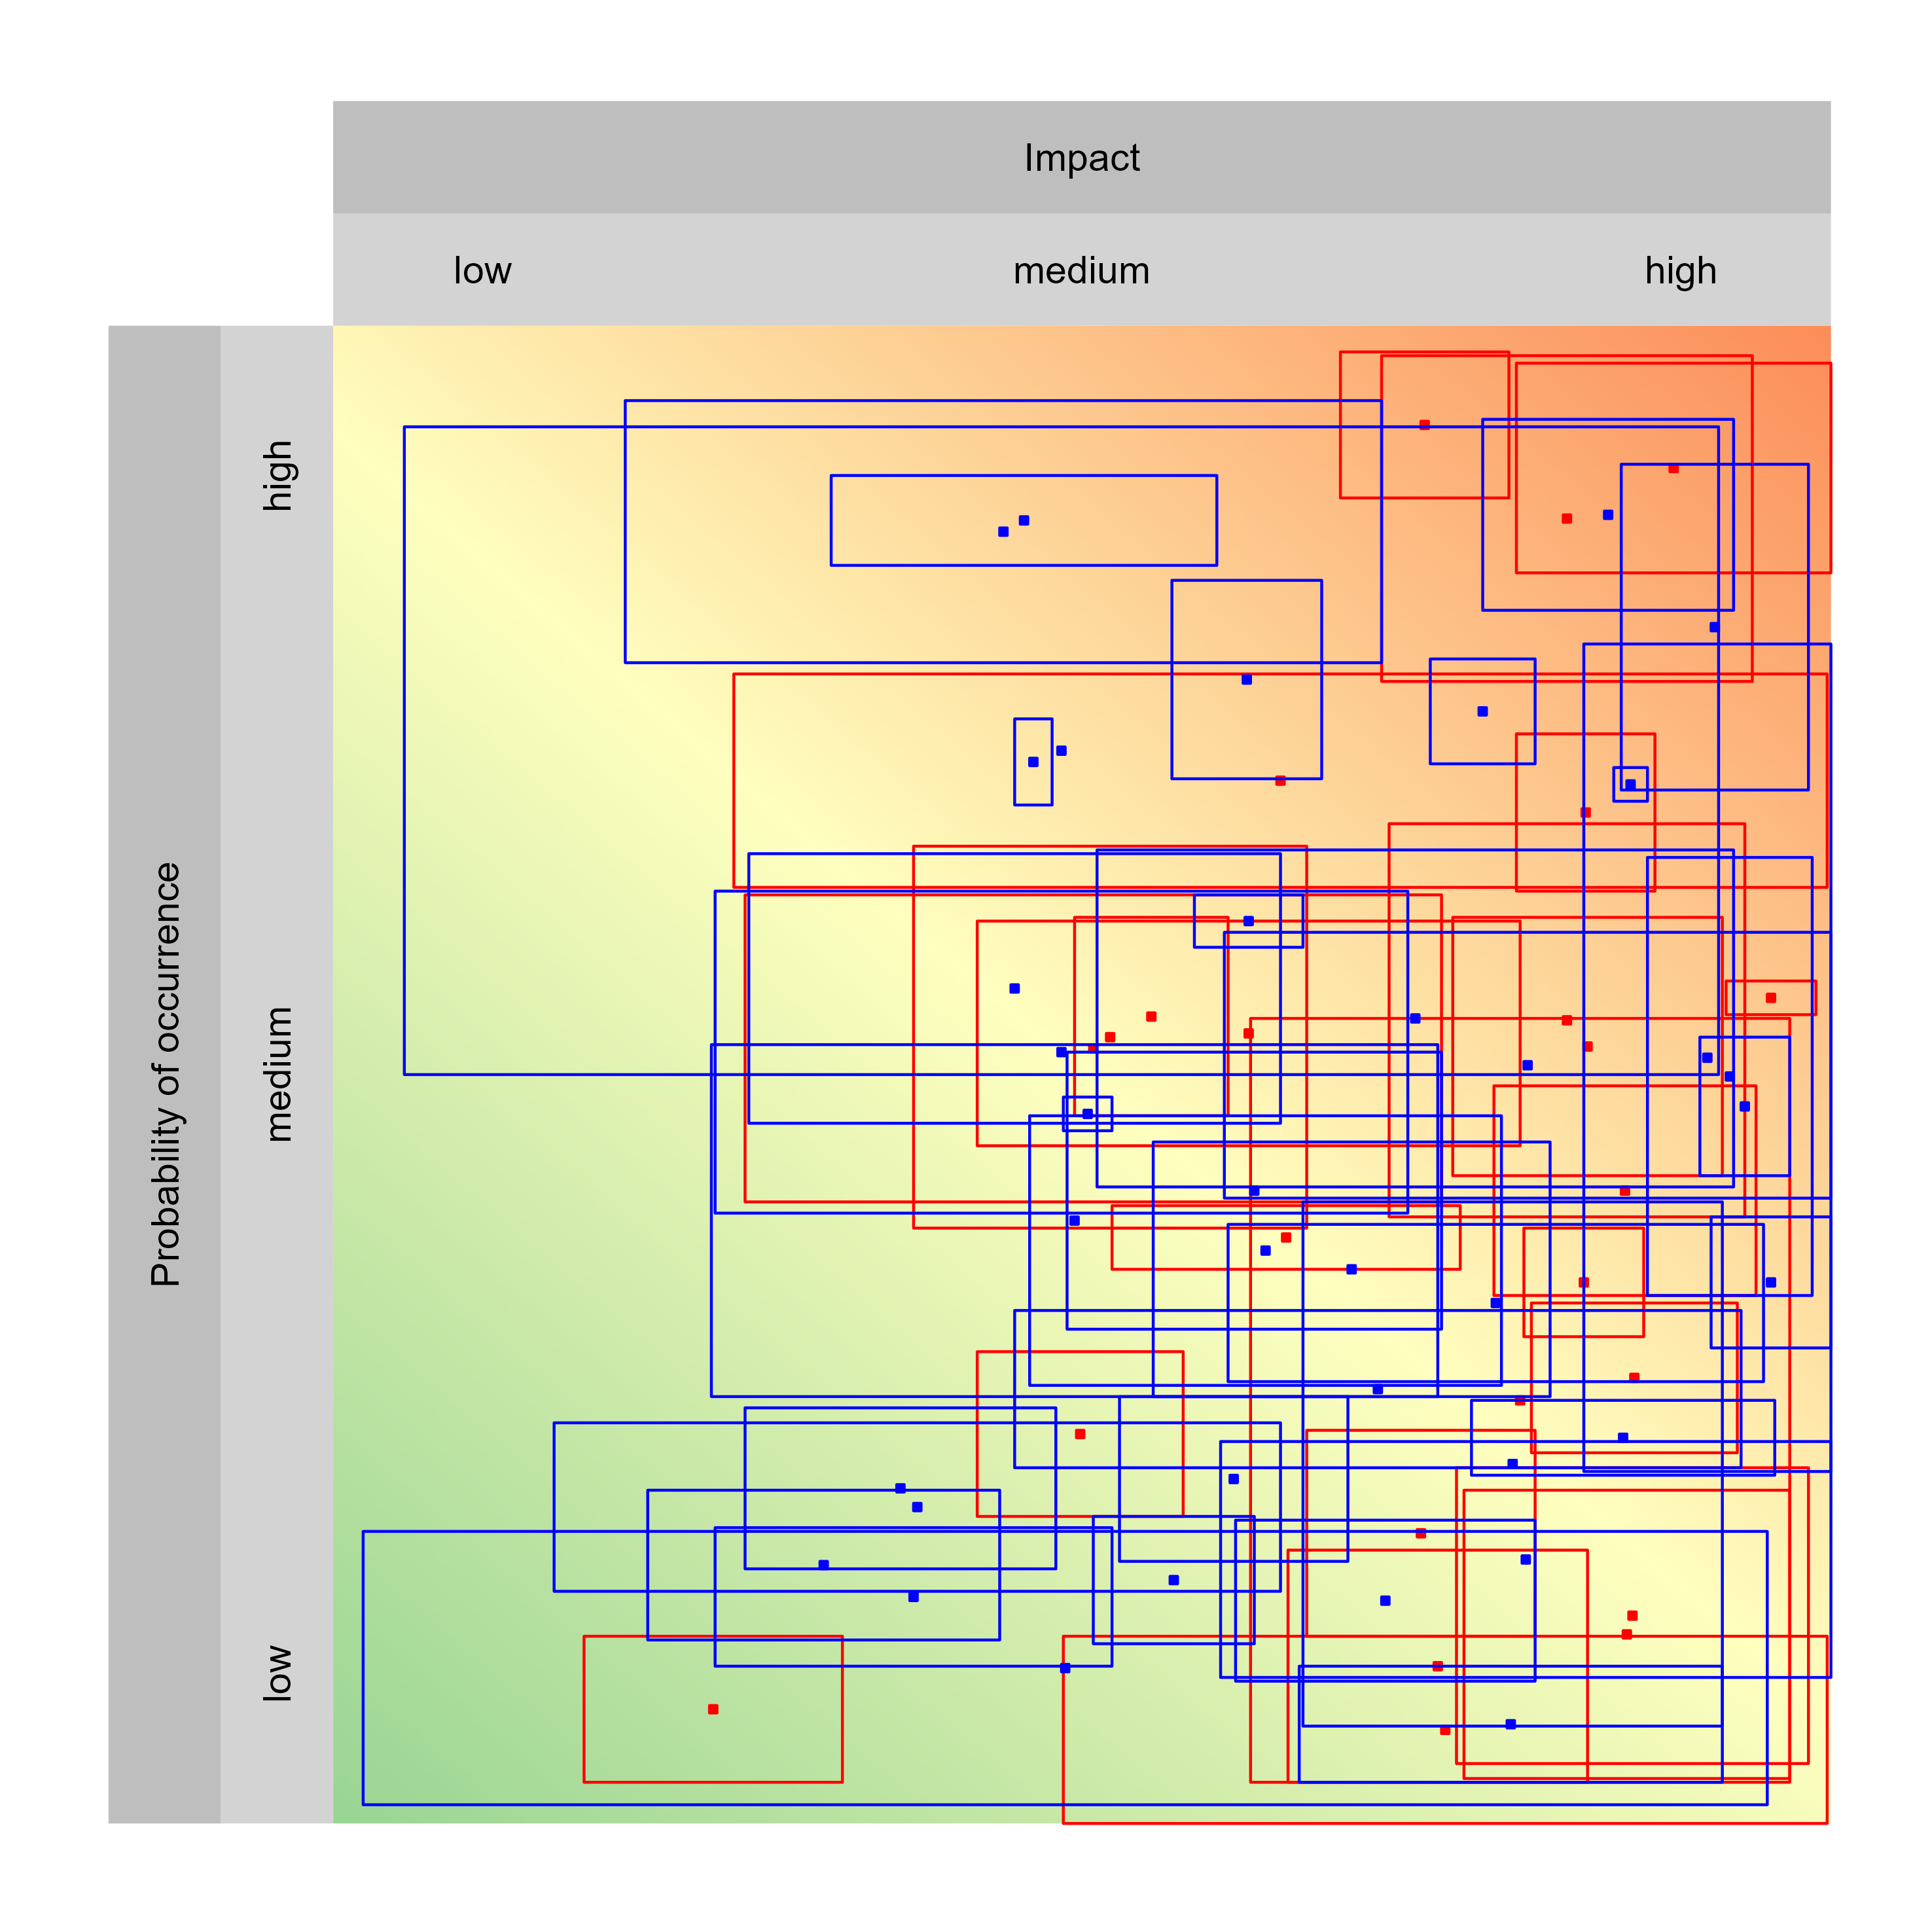 Impact
low
medium
high
Probability of occurrence
high
medium
low